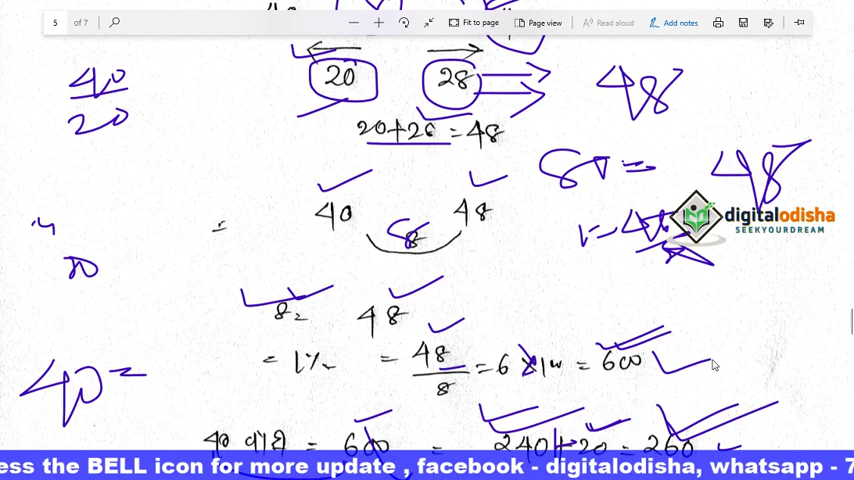 5 of 7 Fit to page Page view Read aloud Add notes
40 20 28 48
20
20+28 =48
8% = 48
= 40 8 48
digitalodisha
SEEKYOURDREAM
8% 48
= 1% = 48/8 = 6 × 100 = 600
40=
= 600 = 240+20 = 260
ess the BELL icon for more update , facebook - digitalodisha, whatsapp - 7